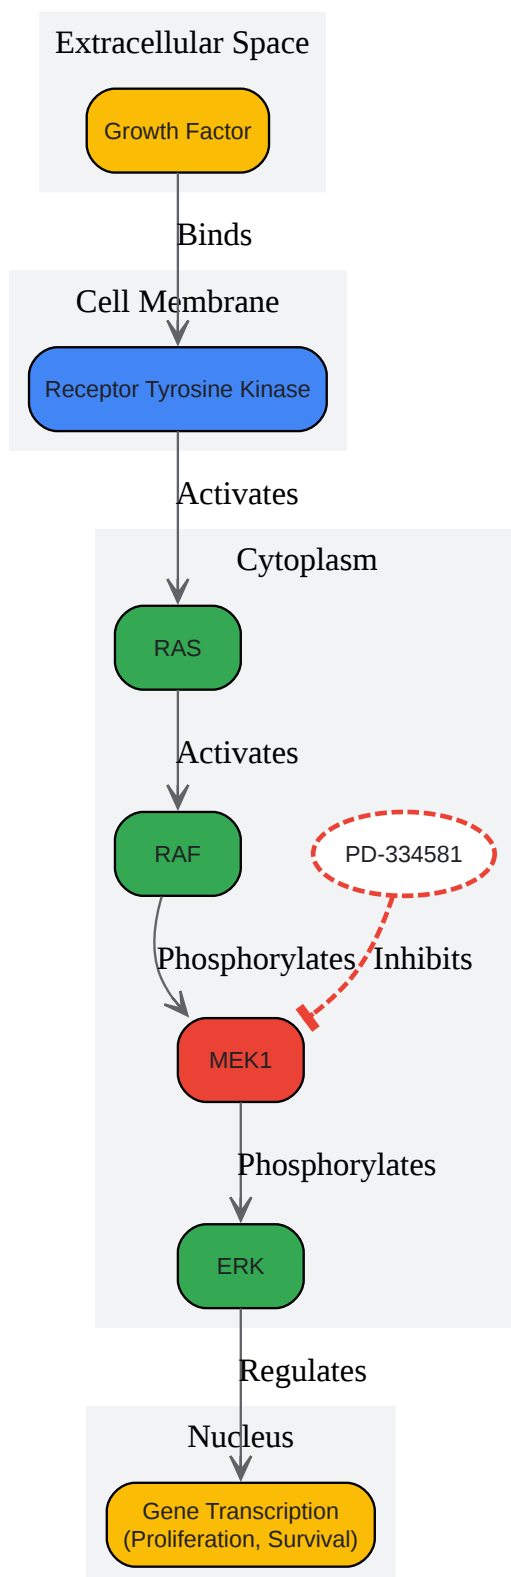 Extracellular Space
Growth Factor
Binds
Cell Membrane
Receptor Tyrosine Kinase
Activates
Cytoplasm
RAS
Activates
RAF
PD-334581
Phosphorylates
Inhibits
MEK1
Phosphorylates
ERK
Regulates
Nucleus
Gene Transcription
(Proliferation, Survival)